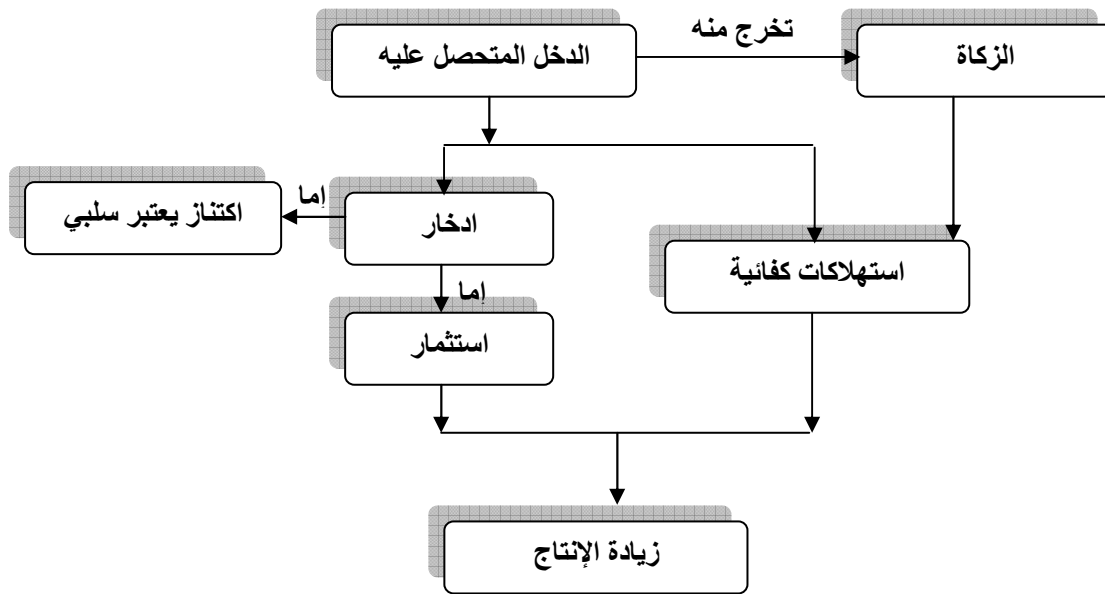 الدخل المتحصل عليه
تخرج منه
الزكاة
اكتناز يعتبر سلبي
إما
ادخار
استهلاكات كفائية
إما
استثمار
زيادة الإنتاج